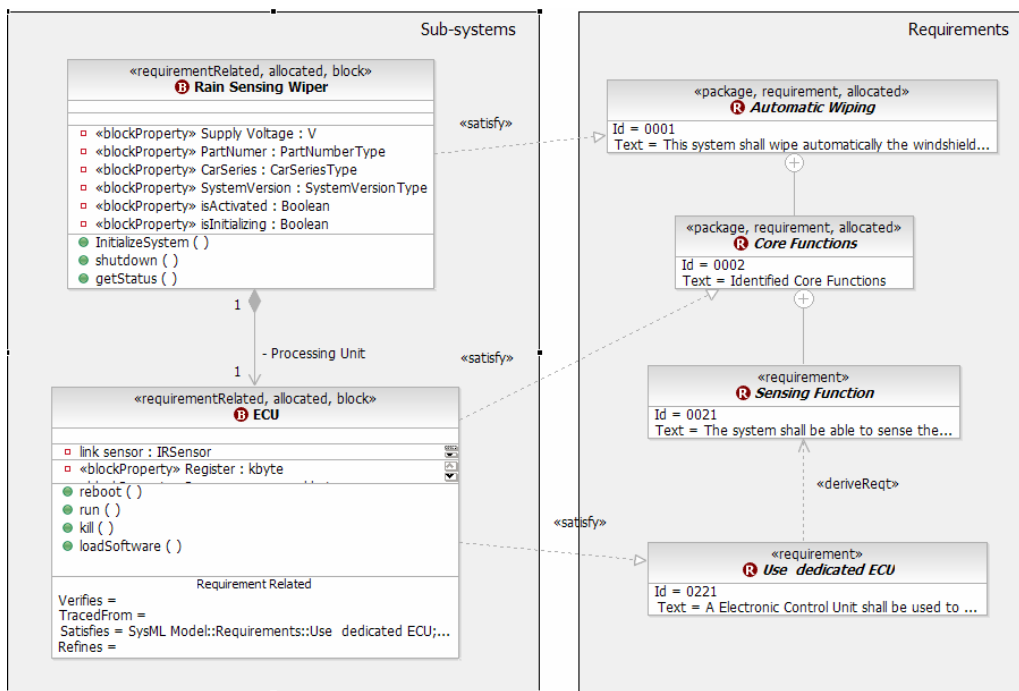 Sub-systems
«requirementRelated, allocated, block»
B Rain Sensing Wiper
«blockProperty» Supply Voltage : V
«blockProperty» PartNumer : PartNumberType
«blockProperty» CarSeries : CarSeriesType
«blockProperty» SystemVersion : SystemVersionType
«blockProperty» isActivated : Boolean
«blockProperty» isInitializing : Boolean
InitializeSystem ( )
shutdown ( )
getStatus ( )
1
- Processing Unit
1
«requirementRelated, allocated, block»
B ECU
link sensor : IRSensor
«blockProperty» Register : kbyte
reboot ( )
run ( )
kill ( )
loadSoftware ( )
Requirement Related
Verifies =
TracedFrom =
Satisfies = SysML Model::Requirements::Use dedicated ECU;...
Refines =
«satisfy»
«satisfy»
«satisfy»
Requirements
«package, requirement, allocated»
R Automatic Wiping
Id = 0001
Text = This system shall wipe automatically the windshield...
«package, requirement, allocated»
R Core Functions
Id = 0002
Text = Identified Core Functions
«requirement»
R Sensing Function
Id = 0021
Text = The system shall be able to sense the...
«deriveReqt»
«requirement»
R Use dedicated ECU
Id = 0221
Text = A Electronic Control Unit shall be used to ...